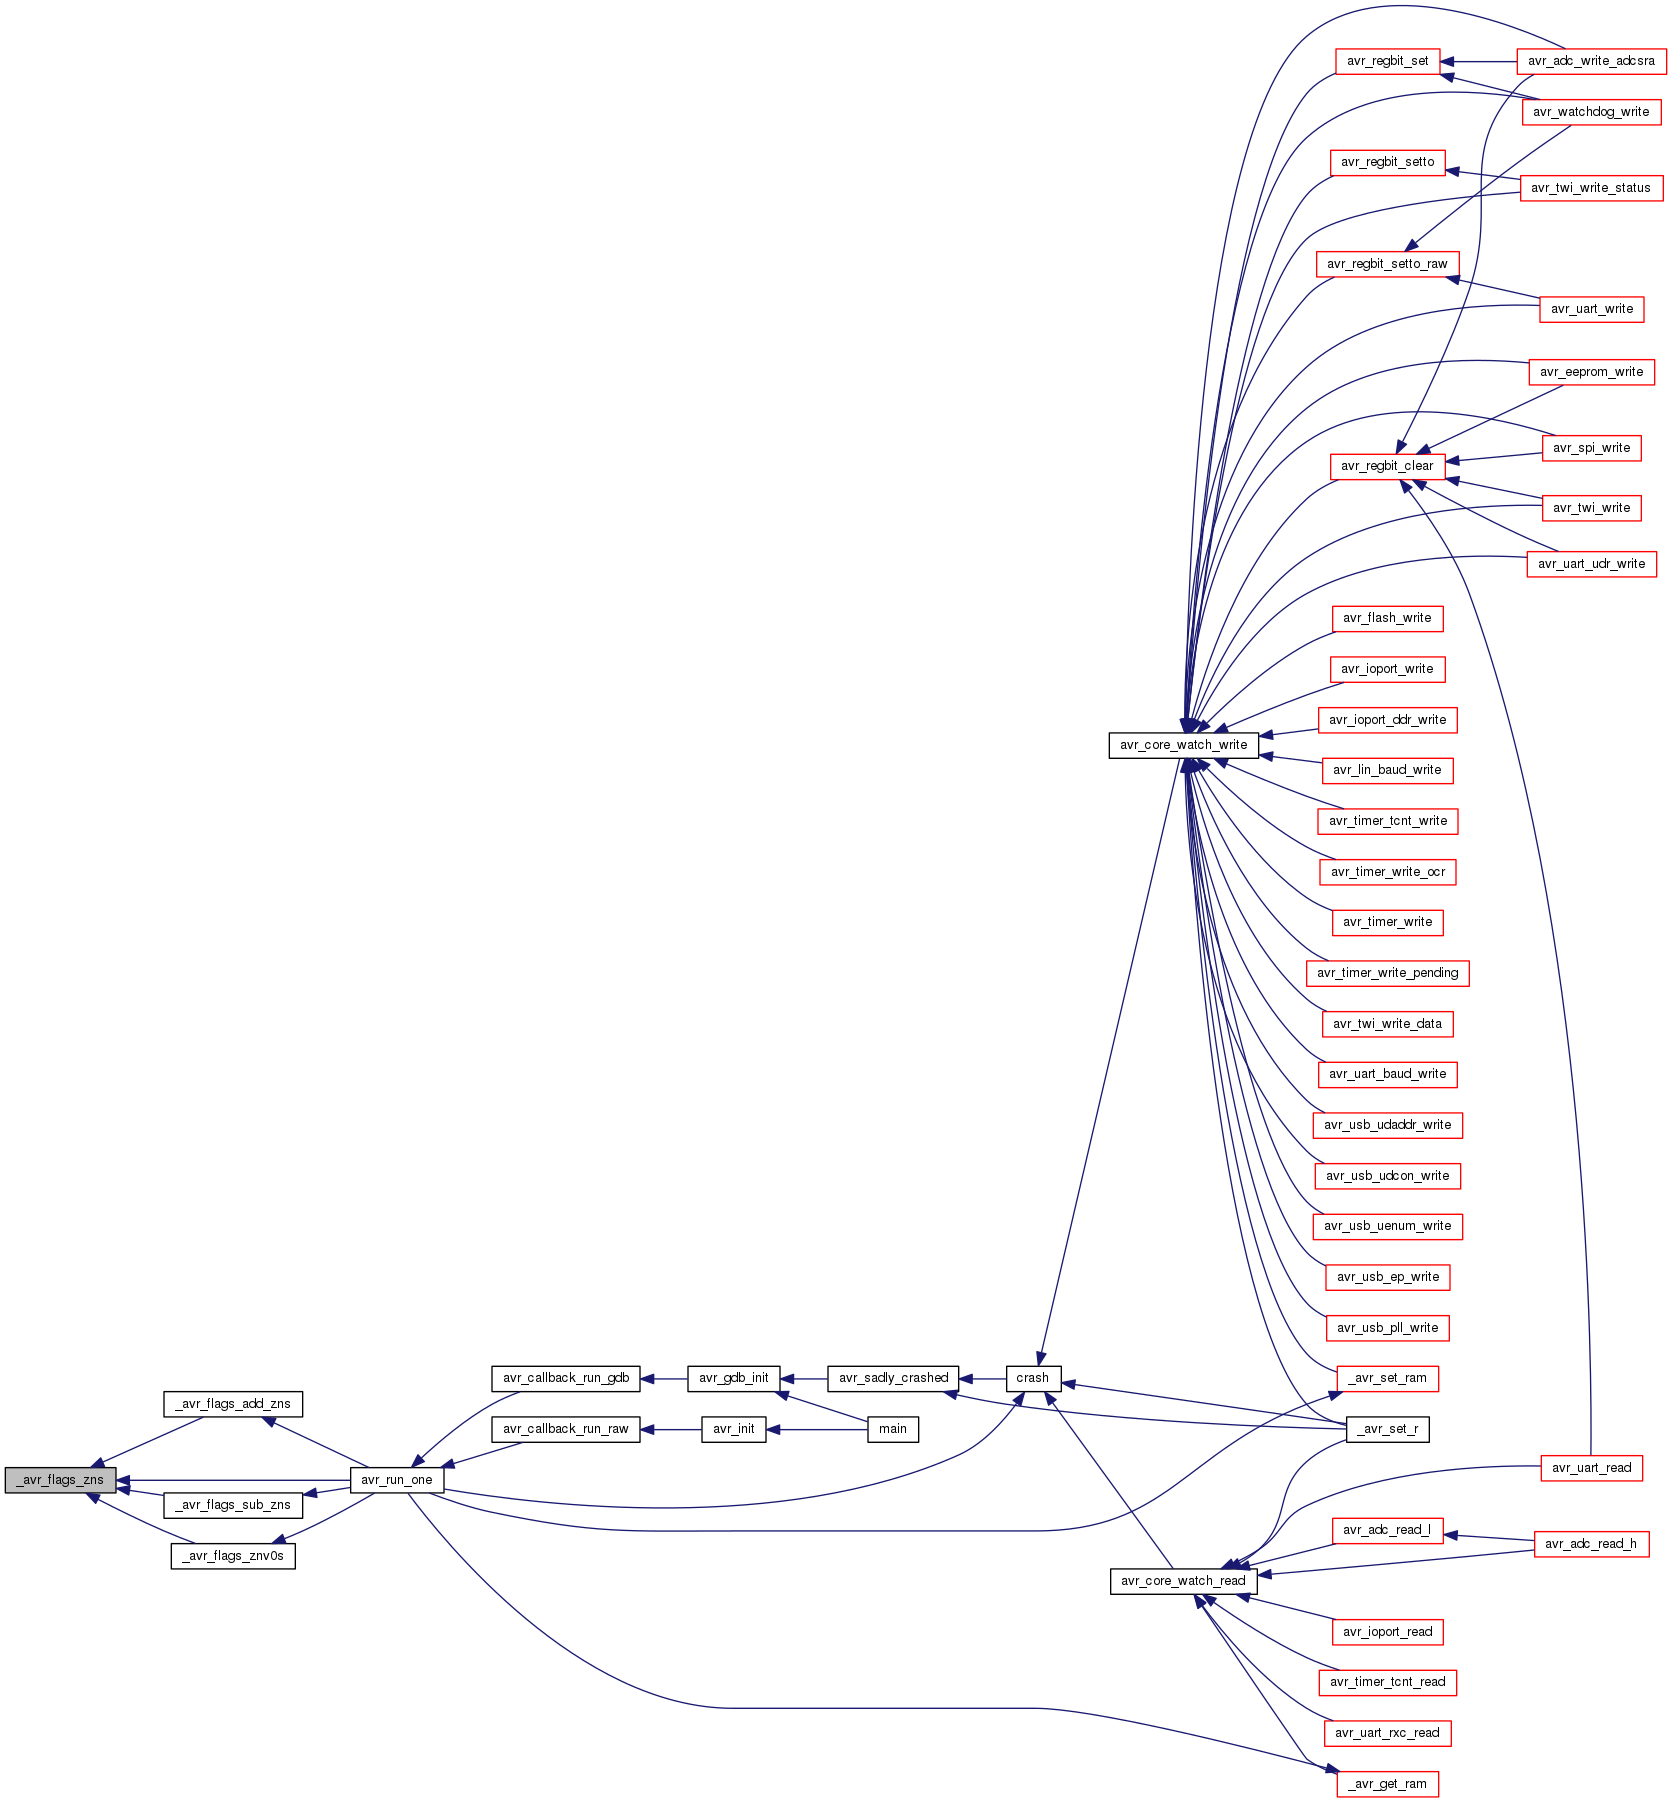 avr_regbit_set
avr_adc_write_adcsra
avr_watchdog_write
avr_regbit_setto
avr_twi_write_status
avr_regbit_setto_raw
avr_uart_write
avr_eeprom_write
avr_spi_write
avr_regbit_clear
avr_twi_write
avr_uart_udr_write
avr_flash_write
avr_ioport_write
avr_ioport_ddr_write
avr_core_watch_write
avr_lin_baud_write
avr_timer_tcnt_write
avr_timer_write_ocr
avr_timer_write
avr_timer_write_pending
avr_twi_write_data
avr_uart_baud_write
avr_usb_udaddr_write
avr_usb_udcon_write
avr_usb_uenum_write
avr_usb_ep_write
avr_usb_pll_write
avr_callback_run_gdb
avr_gdb_init
avr_sadly_crashed
crash
_avr_set_ram
_avr_flags_add_zns
avr_callback_run_raw
avr_init
main
_avr_set_r
avr_uart_read
_avr_flags_zns
avr_run_one
_avr_flags_sub_zns
avr_adc_read_l
avr_adc_read_h
_avr_flags_znv0s
avr_core_watch_read
avr_ioport_read
avr_timer_tcnt_read
avr_uart_rxc_read
_avr_get_ram